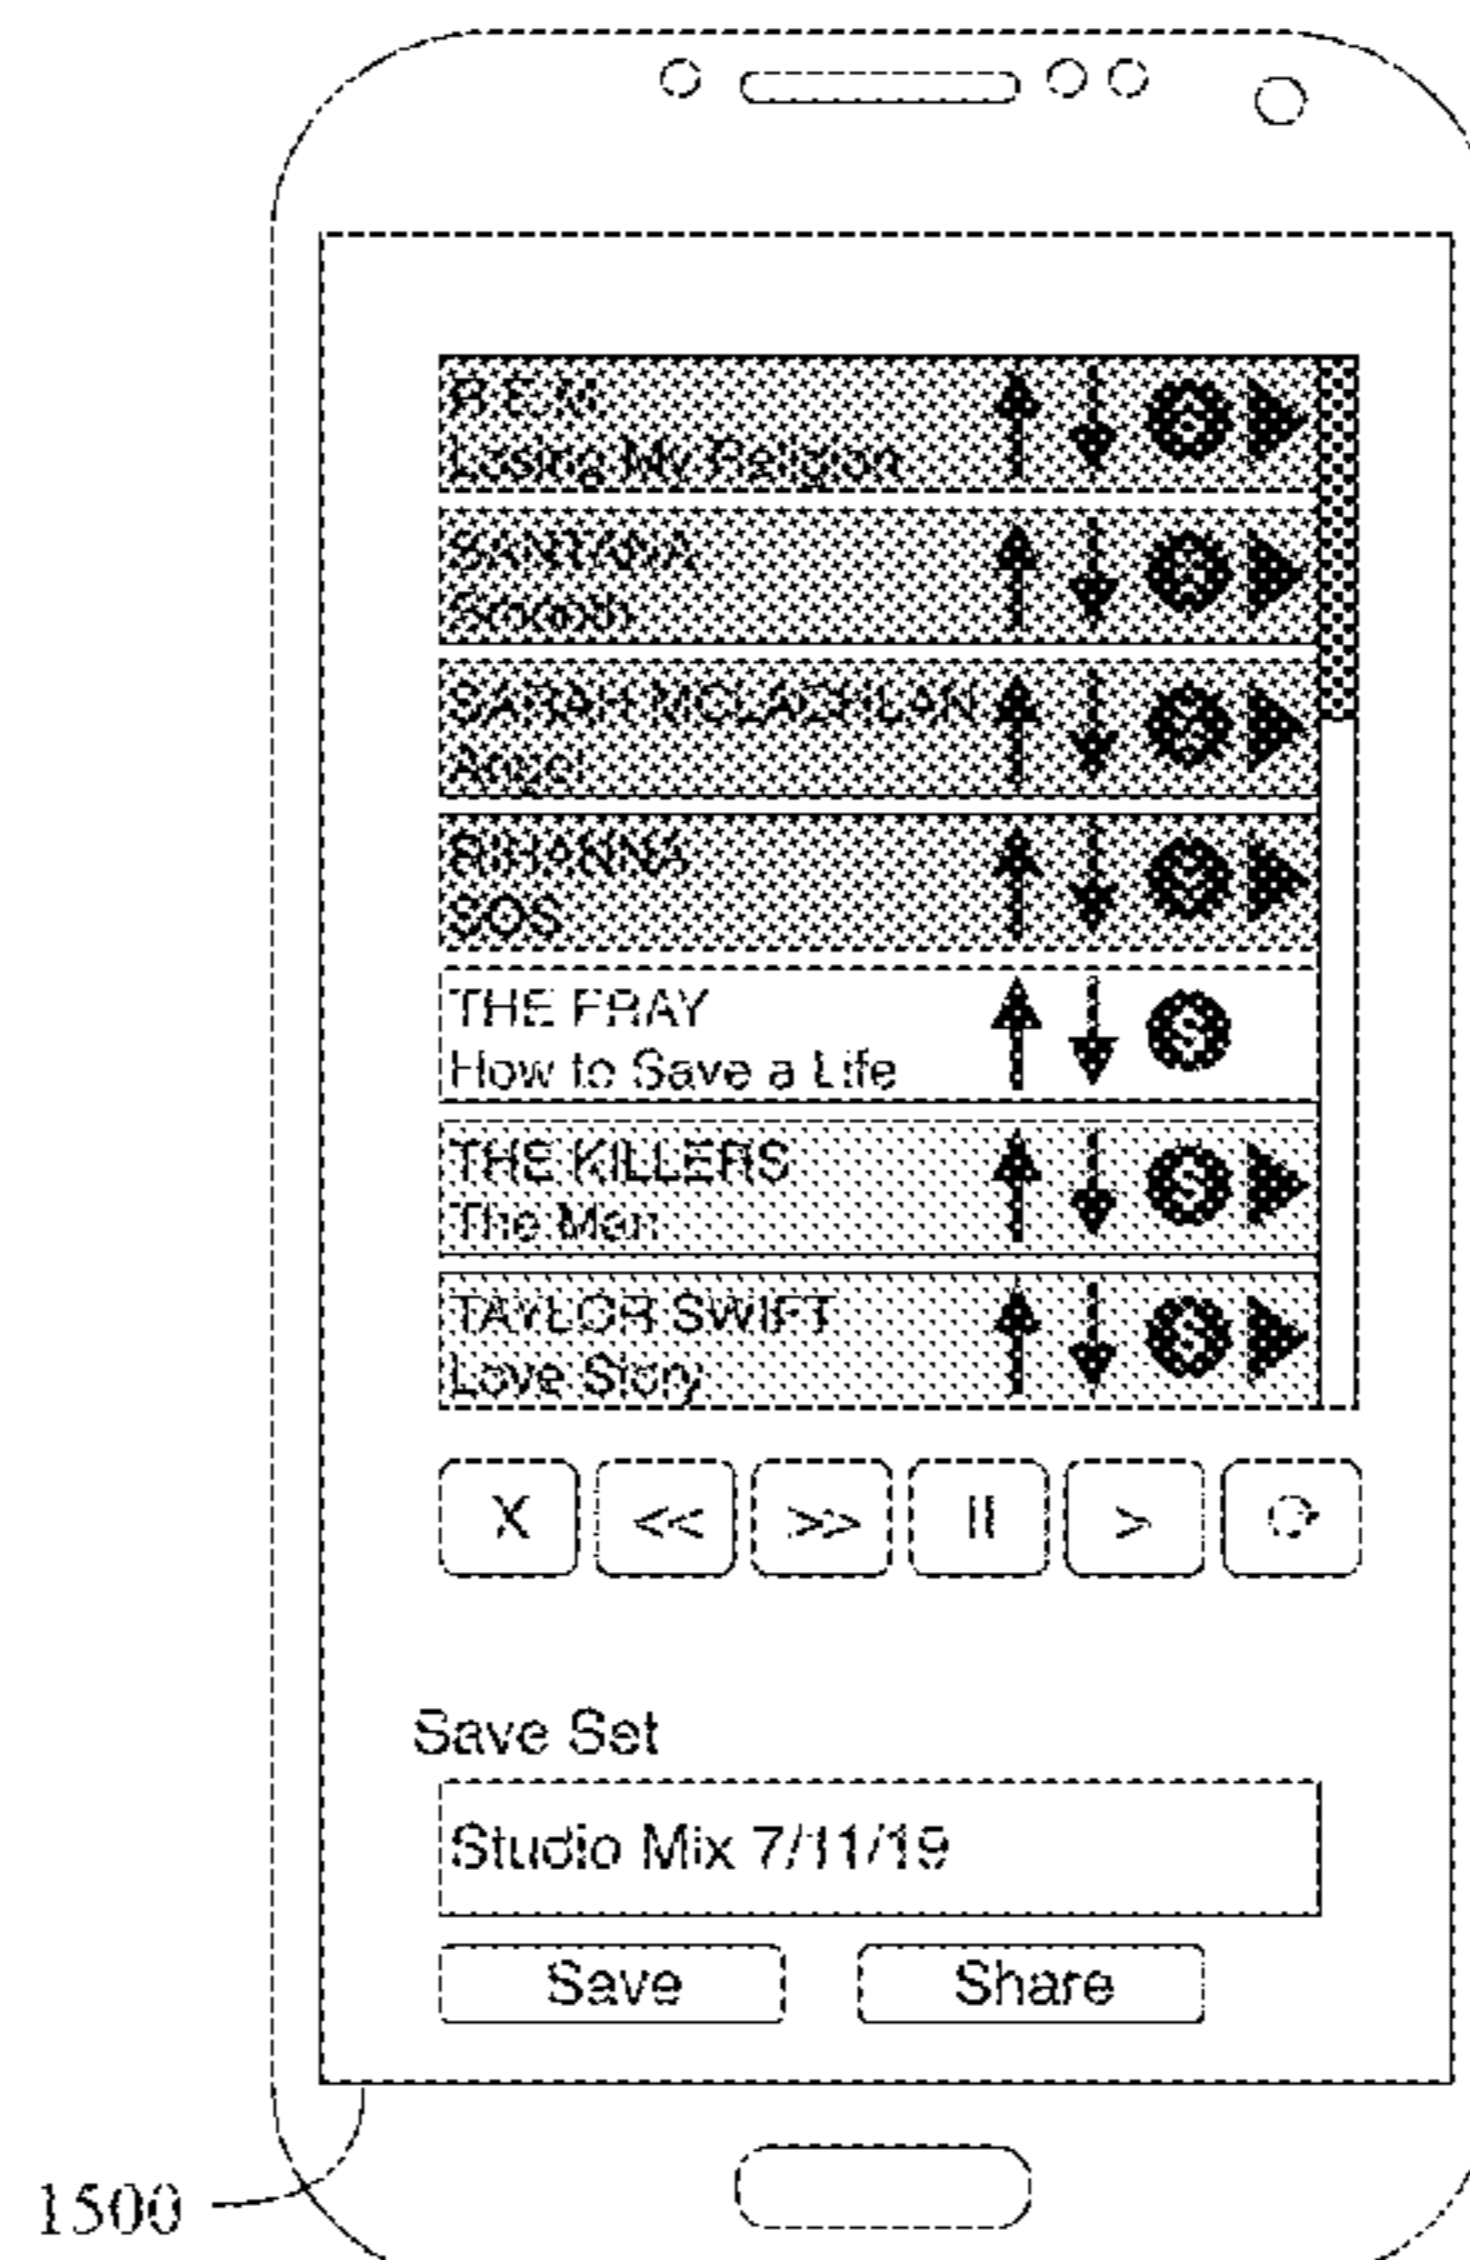 R.E.M.
Losing My Religion
SANTANA
Smooth
SARAH MCLACHLAN
Angel
RIHANNA
SOS
THE FRAY
How to Save a Life
THE KILLERS
The Man
TAYLOR SWIFT
Love Story
X << >> II >
Save Set
Studio Mix 7/11/19
Save Share
1500